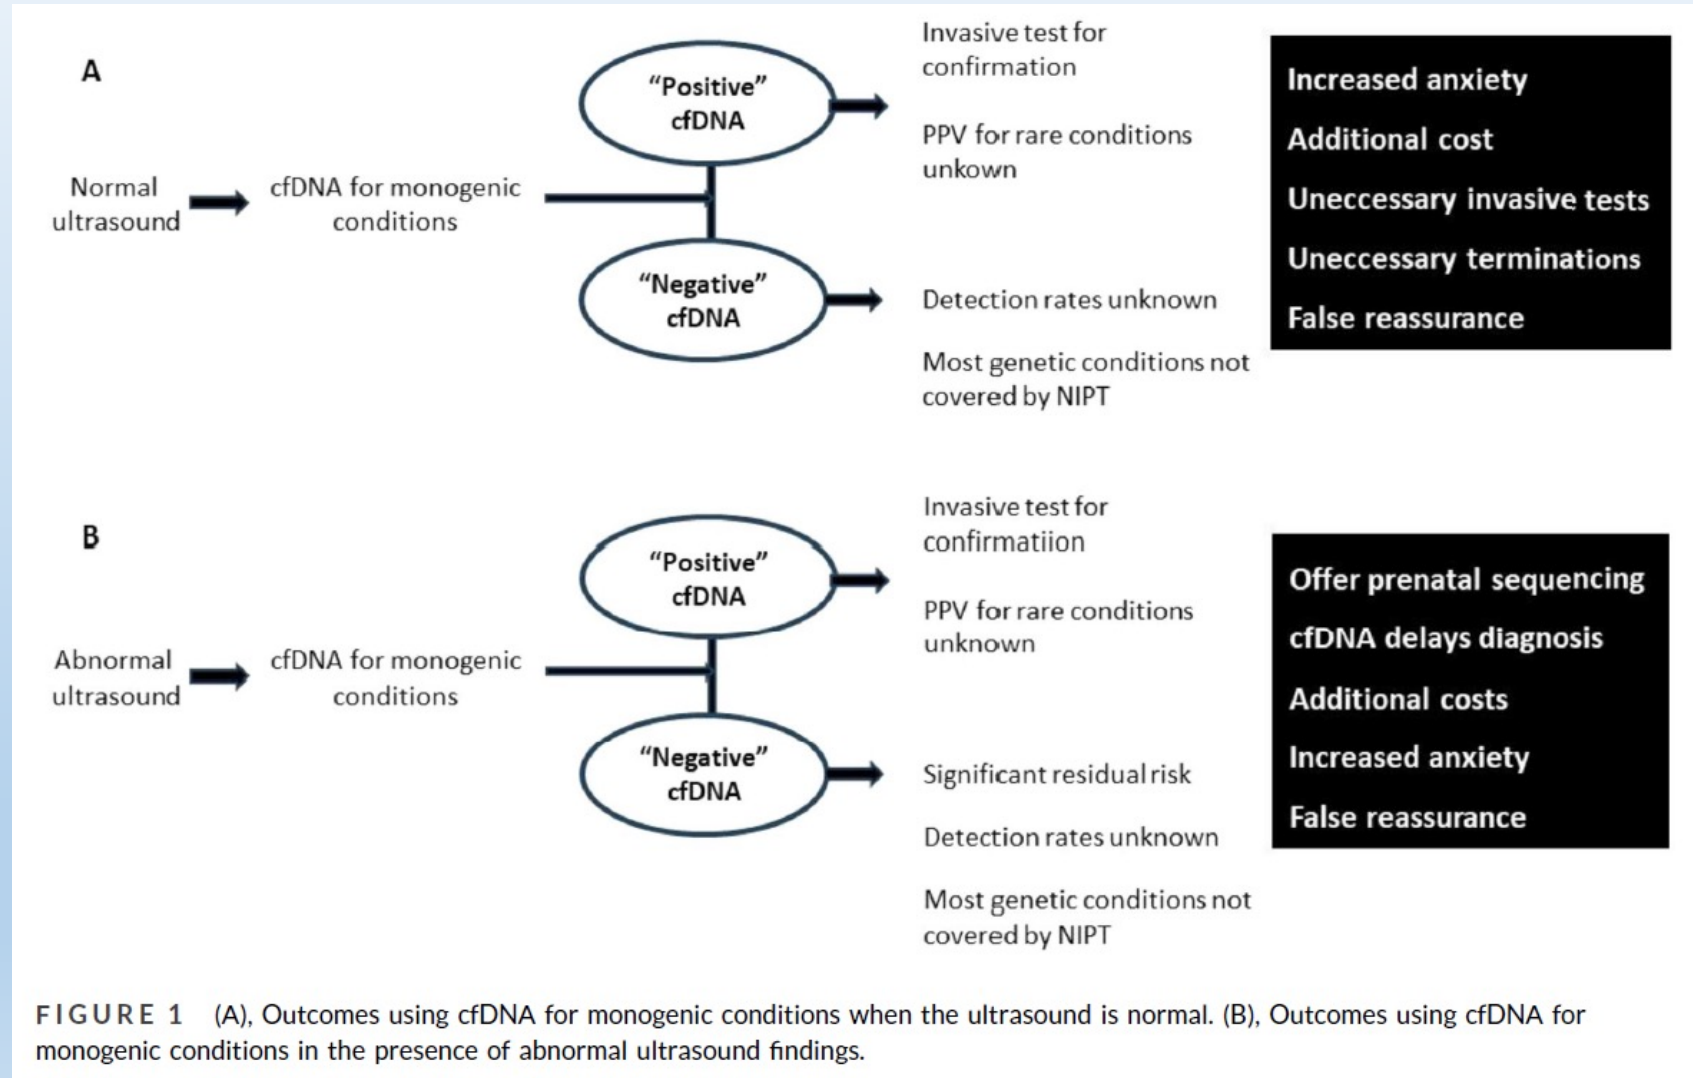 A
Normal
ultrasound
cfDNA for monogenic
conditions
“Positive”
cfDNA
“Negative”
cfDNA
Invasive test for
confirmation
PPV for rare conditions
unkown
Detection rates unknown
Most genetic conditions not
covered by NIPT
Increased anxiety
Additional cost
Uneccessary invasive tests
Uneccessary terminations
False reassurance
B
Abnormal
ultrasound
cfDNA for monogenic
conditions
“Positive”
cfDNA
“Negative”
cfDNA
Invasive test for
confirmatiion
PPV for rare conditions
unknown
Significant residual risk
Detection rates unknown
Most genetic conditions not
covered by NIPT
Offer prenatal sequencing
cfDNA delays diagnosis
Additional costs
Increased anxiety
False reassurance
FIGURE 1 (A), Outcomes using cfDNA for monogenic conditions when the ultrasound is normal. (B), Outcomes using cfDNA for
monogenic conditions in the presence of abnormal ultrasound findings.